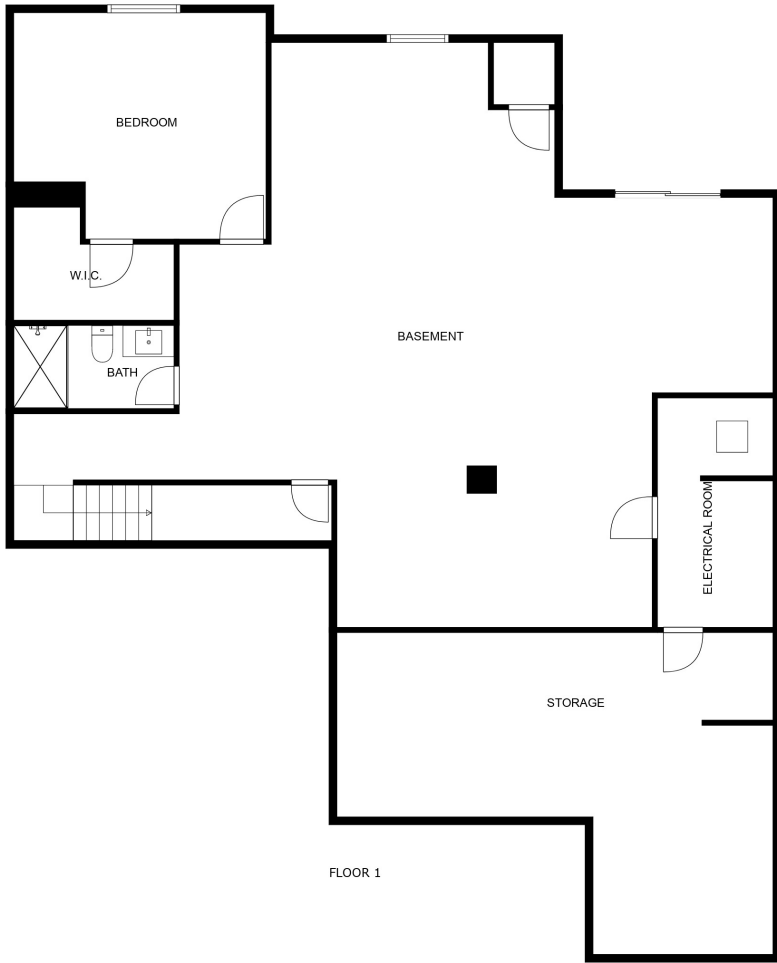 BEDROOM
W.I.C.
BASEMENT
BATH
ELECTRICAL ROOM
STORAGE
FLOOR 1